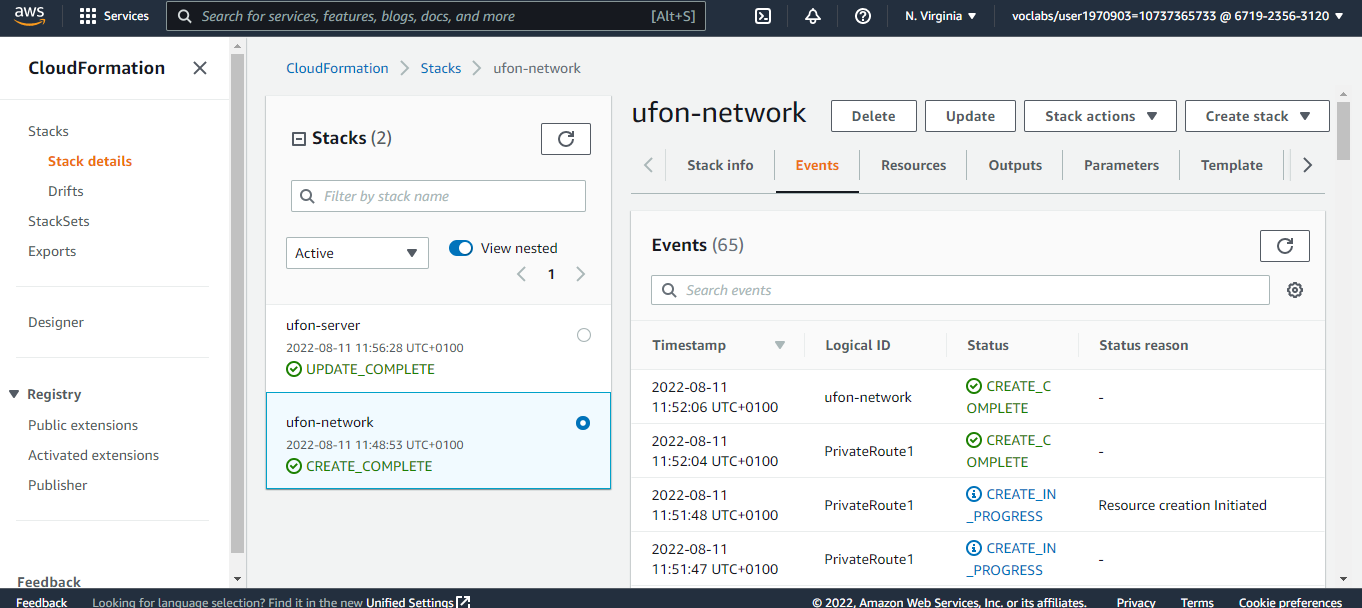 aws
Services
Search for services, features, blogs, docs, and more
[Alt+S]
N. Virginia
voclabs/user1970903=10737365733 @ 6719-2356-3120
CloudFormation
Stacks
Stack details
Drifts
StackSets
Exports
Designer
Registry
Public extensions
Activated extensions
Publisher
Feedback
CloudFormation
Stacks
ufon-network
Stacks (2)
Filter by stack name
Active
View nested
1
ufon-server
2022-08-11 11:56:28 UTC+0100
UPDATE_COMPLETE
ufon-network
2022-08-11 11:48:53 UTC+0100
CREATE_COMPLETE
ufon-network
Delete
Update
Stack actions
Create stack
Stack info
Events
Resources
Outputs
Parameters
Template
Events (65)
Search events
Timestamp
Logical ID
Status
Status reason
2022-08-11
11:52:06 UTC+0100
ufon-network
CREATE_C
OMPLETE
-
2022-08-11
11:52:04 UTC+0100
PrivateRoute1
CREATE_C
OMPLETE
-
2022-08-11
11:51:48 UTC+0100
PrivateRoute1
CREATE_IN
_PROGRESS
Resource creation Initiated
2022-08-11
11:51:47 UTC+0100
PrivateRoute1
CREATE_IN
_PROGRESS
-
Feedback
Looking for language selection? Find it in the new Unified Settings
© 2022, Amazon Web Services, Inc. or its affiliates.
Privacy
Terms
Cookie preferences